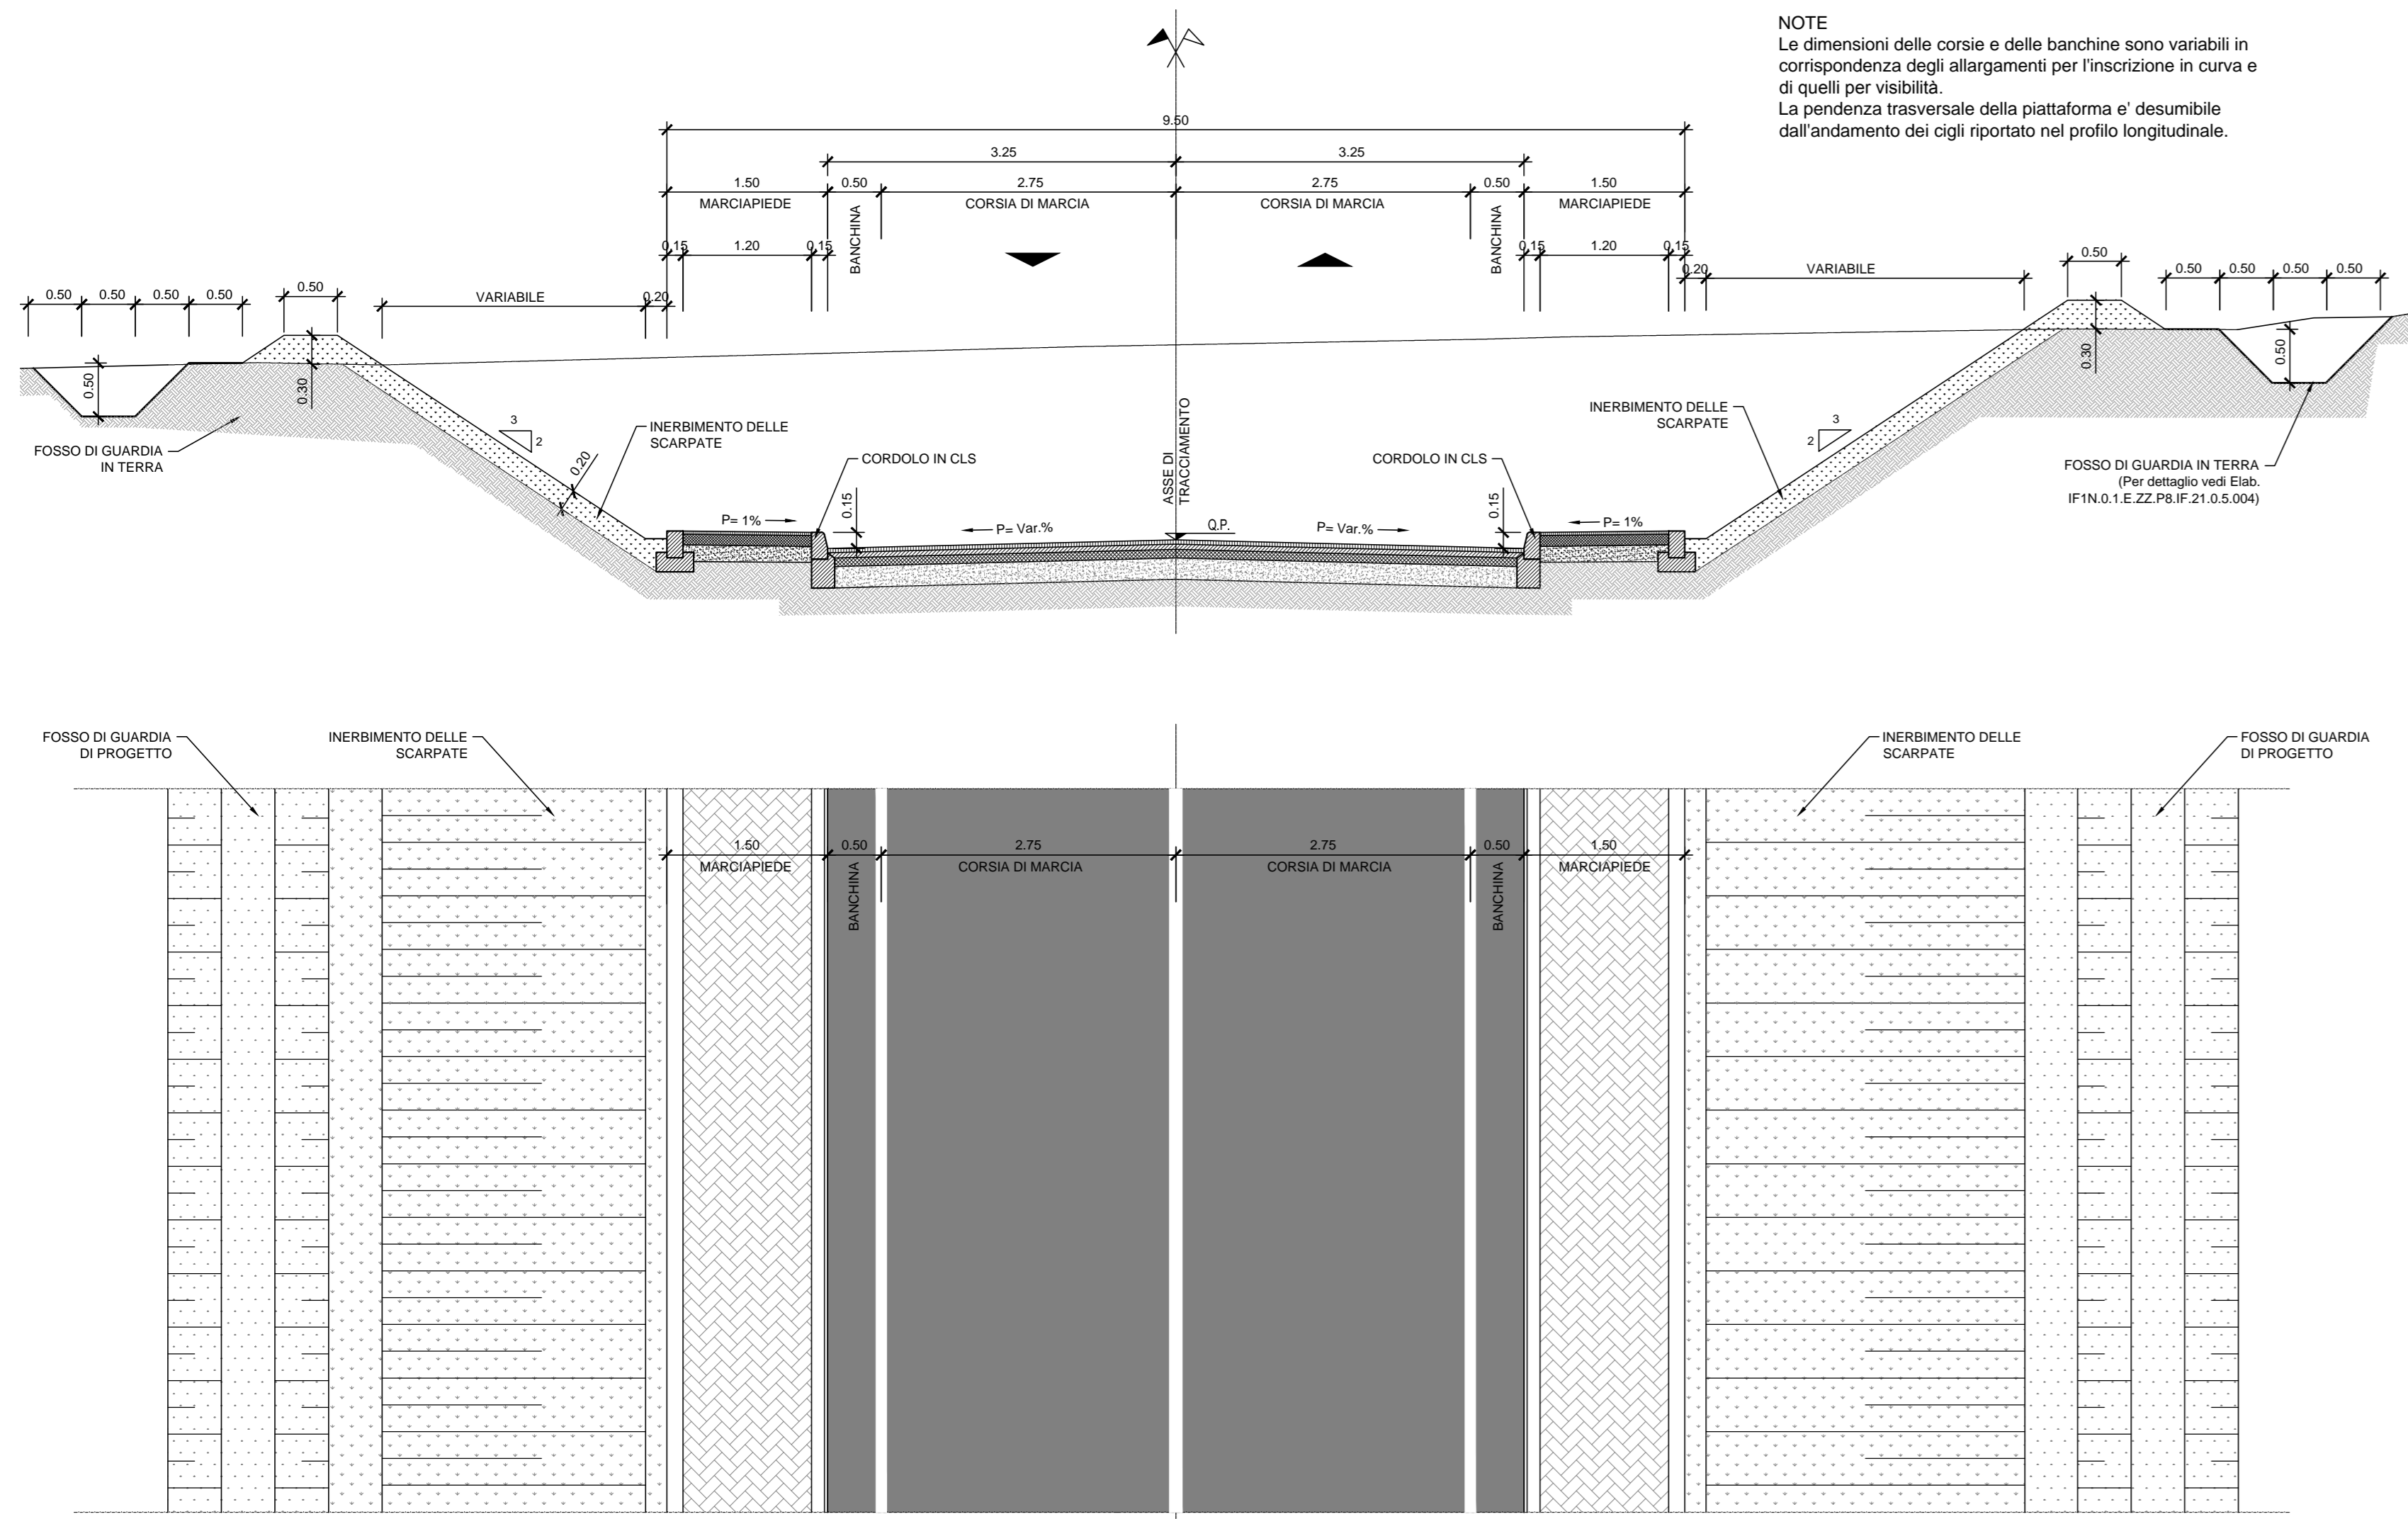 NOTE
Le dimensioni delle corsie e delle banchine sono variabili in
corrispondenza degli allargamenti per l'inscrizione in curva e
di quelli per visibilità.
La pendenza trasversale della piattaforma e' desumibile
dall'andamento dei cigli riportato nel profilo longitudinale.
9.50
3.25 3.25
1.50 0.50 2.75 2.75 0.50 1.50
MARCIAPIEDE BANCHINA CORSIA DI MARCIA CORSIA DI MARCIA BANCHINA MARCIAPIEDE
0.15 1.20 0.15 0.15 1.20 0.15
0.50 0.50 0.50 0.50 0.50 VARIABILE 0.20
0.20 VARIABILE 0.50 0.50 0.50 0.50 0.50
0.50 0.30 0.30 0.50
FOSSO DI GUARDIA
IN TERRA
3
2
0.20
INERBIMENTO DELLE
SCARPATE
CORDOLO IN CLS
0.15
P= 1%
P= Var.%
ASSE DI
TRACCIAMENTO
Q.P.
P= Var.%
CORDOLO IN CLS
0.15
P= 1%
INERBIMENTO DELLE
SCARPATE
3
2
FOSSO DI GUARDIA IN TERRA
(Per dettaglio vedi Elab.
IF1N.0.1.E.ZZ.P8.IF.21.0.5.004)
FOSSO DI GUARDIA
DI PROGETTO
INERBIMENTO DELLE
SCARPATE
INERBIMENTO DELLE
SCARPATE
FOSSO DI GUARDIA
DI PROGETTO
1.50 0.50 2.75 2.75 0.50 1.50
MARCIAPIEDE BANCHINA CORSIA DI MARCIA CORSIA DI MARCIA BANCHINA MARCIAPIEDE